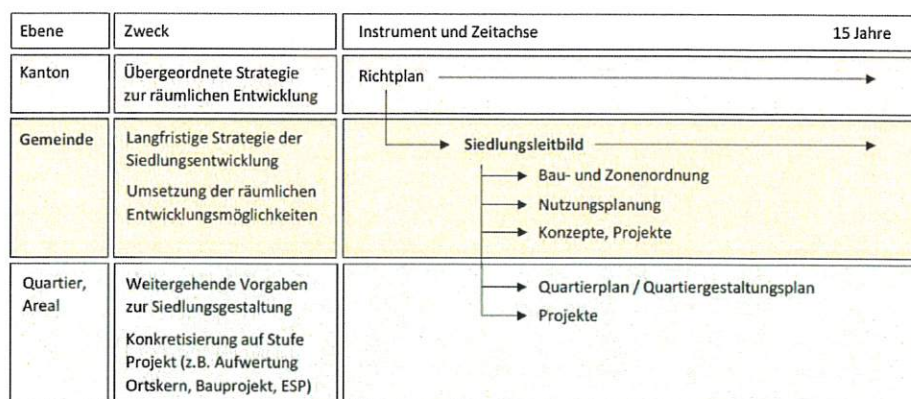 Ebene Zweck Instrument und Zeitachse 15 Jahre
Kanton Übergeordnete Strategie Richtplan
zur räumlichen Entwicklung
Gemeinde Langfristige Strategie der Siedlungsleitbild
Siedlungsentwicklung
Bau- und Zonenordnung
Umsetzung der räumlichen Nutzungsplanung
Entwicklungsmöglichkeiten
Konzepte, Projekte
Quartier, Weitergehende Vorgaben Quartierplan / Quartiergestaltungsplan
Areal zur Siedlungsgestaltung
Projekte
Konkretisierung auf Stufe
Projekt (z.B. Aufwertung
Ortskern, Bauprojekt, ESP)